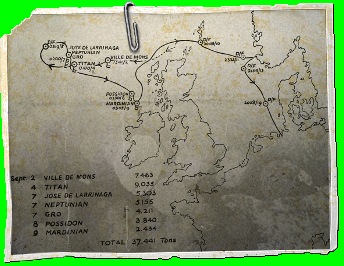 JOSE DE LARRINAGA
NEPTUNIAN
GRO
TITAN
VILLE DE MONS
POSSIDON
MARDINIAN
Sept. 2 VILLE DE MONS 7.463
4 TITAN 9.035
7 JOSE DE LARRINAGA 5.303
7 NEPTUNIAN 5.155
7 GRO 4.211
8 POSSIDON 3.840
9 MARDINIAN 2.434
TOTAL 37.441 Tons